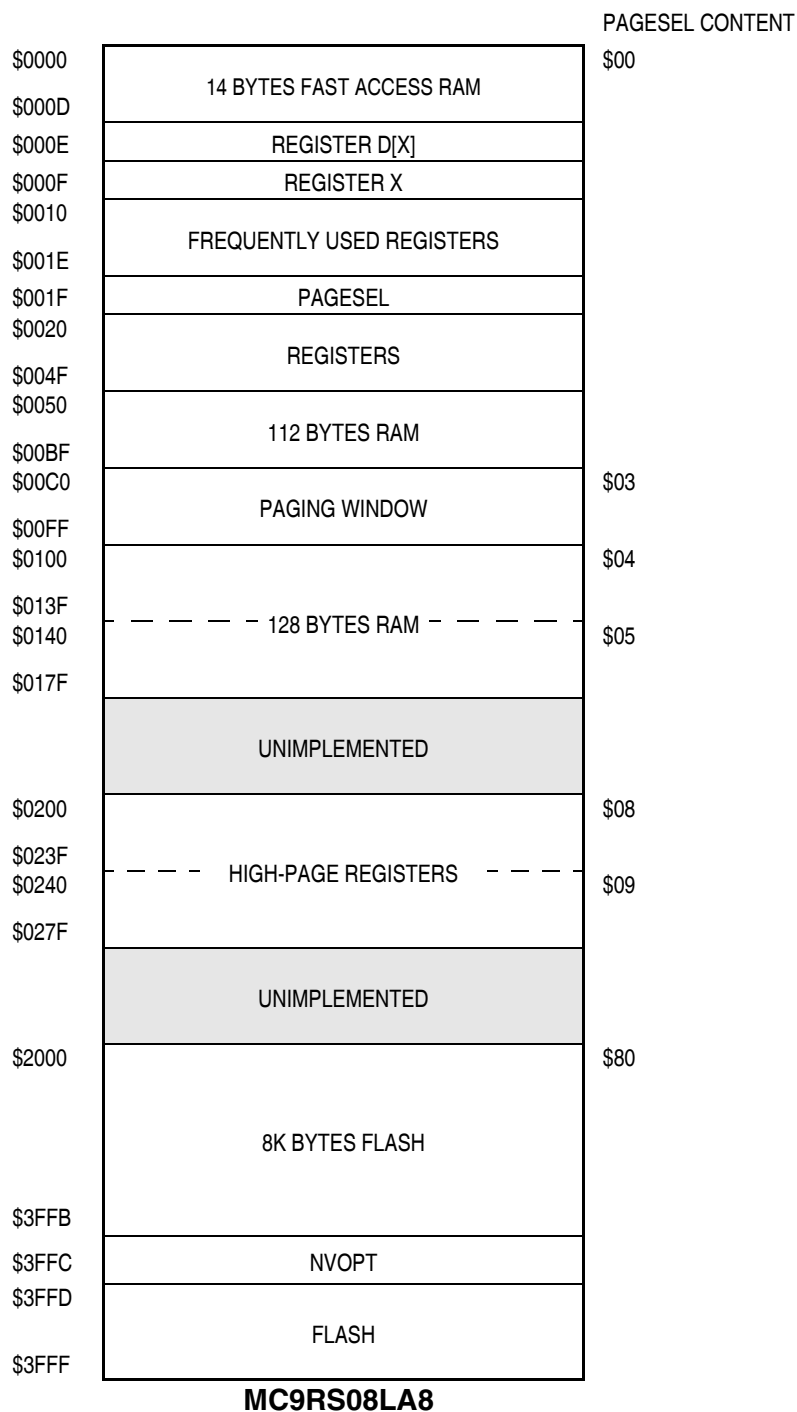 PAGESEL CONTENT
$0000 14 BYTES FAST ACCESS RAM $00
$000D
$000E REGISTER D[X]
$000F REGISTER X
$0010
FREQUENTLY USED REGISTERS
$001E
$001F PAGESEL
$0020
REGISTERS
$004F
$0050
112 BYTES RAM
$00BF
$00C0 $03
PAGING WINDOW
$00FF
$0100 $04
$013F
128 BYTES RAM
$0140 $05
$017F
UNIMPLEMENTED
$0200 $08
$023F
HIGH-PAGE REGISTERS
$0240 $09
$027F
UNIMPLEMENTED
$2000 $80
8K BYTES FLASH
$3FFB
$3FFC NVOPT
$3FFD
FLASH
$3FFF
MC9RS08LA8